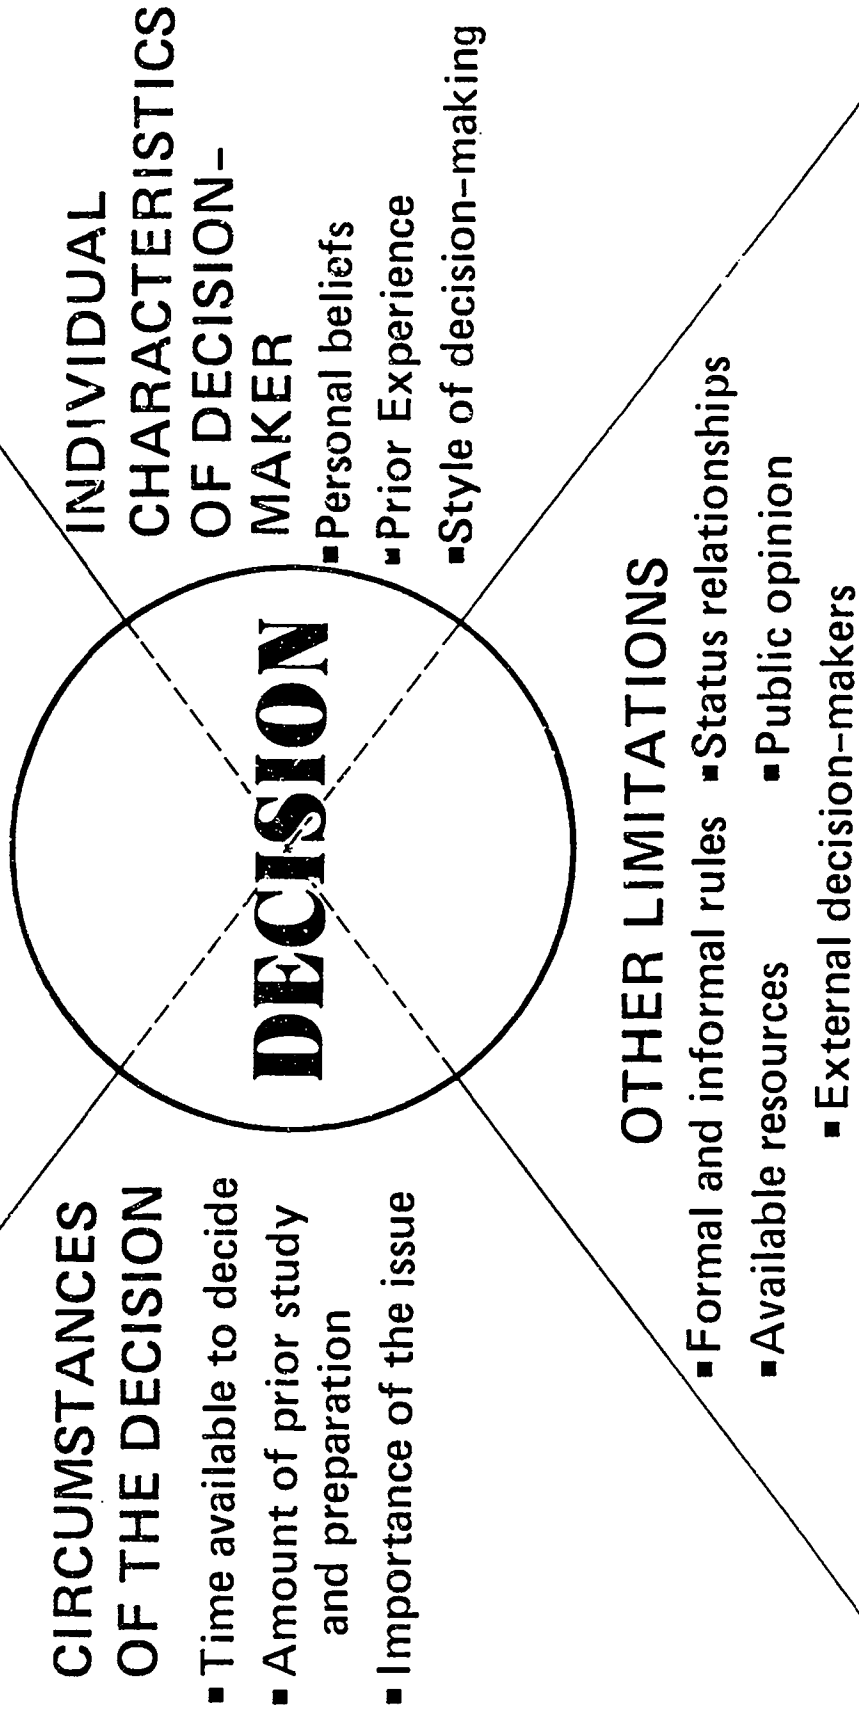 CIRCUMSTANCES
OF THE DECISION
▪Time available to decide
▪Amount of prior study
and preparation
▪Importance of the issue
DECISION
INDIVIDUAL
CHARACTERISTICS
OF DECISION-
MAKER
▪Personal beliefs
▪Prior Experience
▪Style of decision-making
OTHER LIMITATIONS
▪Formal and informal rules ▪Status relationships
▪Available resources ▪Public opinion
▪External decision-makers